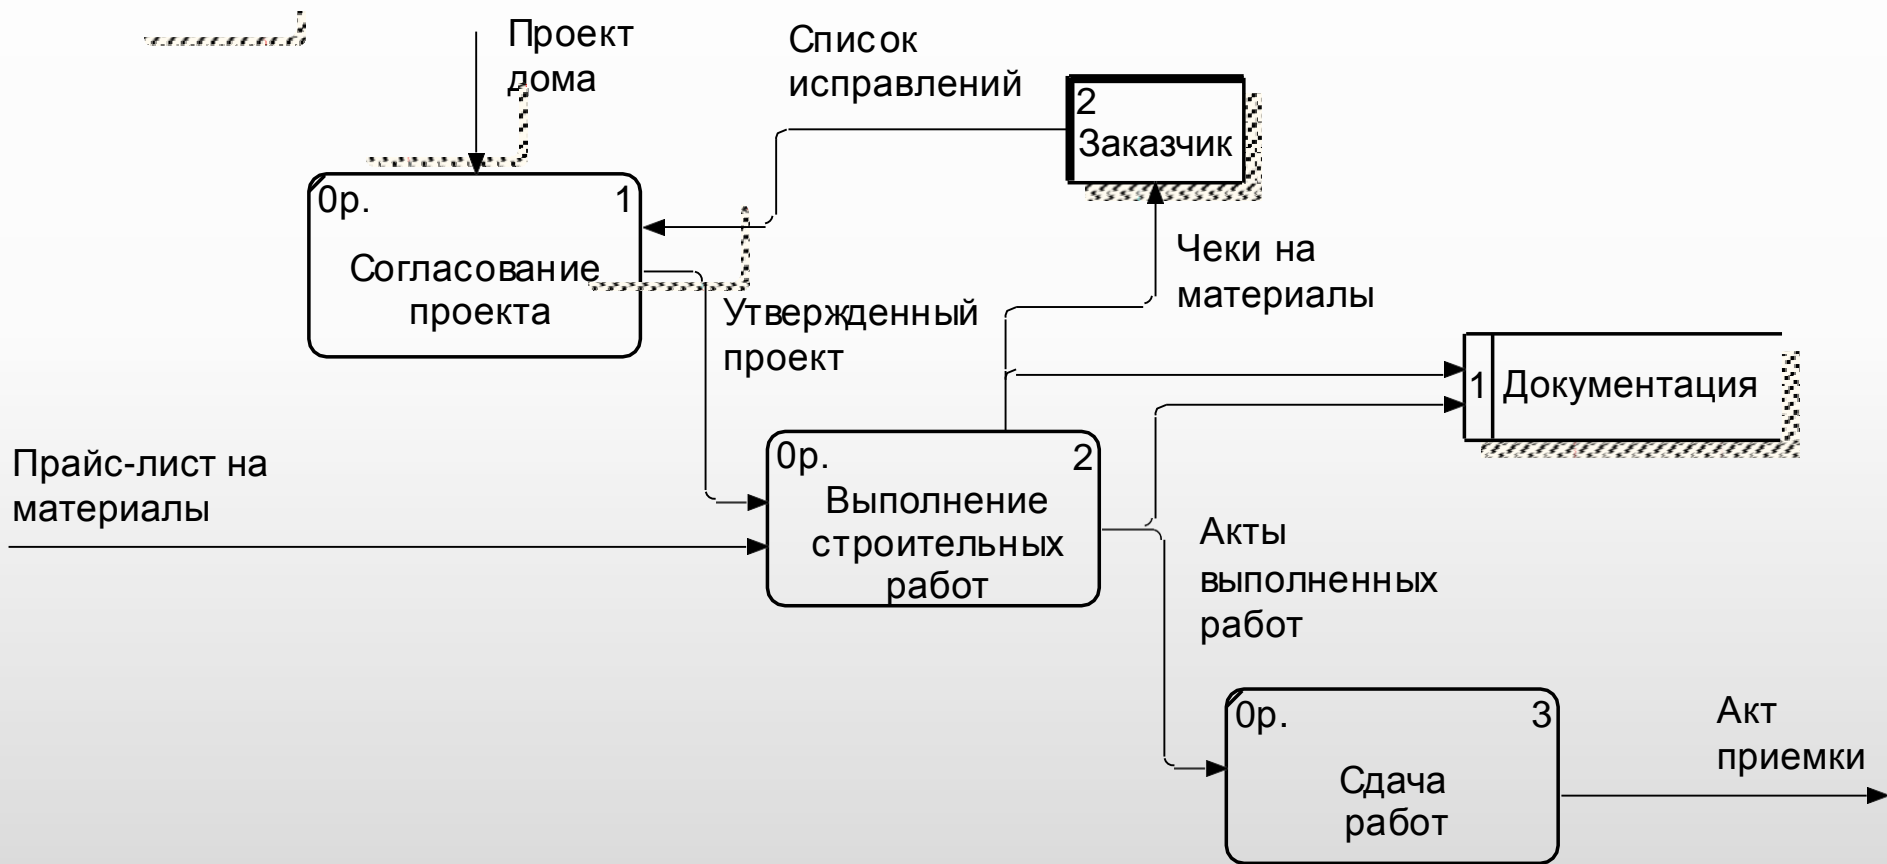 Проект
дома
Список
исправлений
2
Заказчик
0р. 1
Согласование
проекта
Чеки на
материалы
Утвержденный
проект
1 Документация
Прайс-лист на
материалы
0р. 2
Выполнение
строительных
работ
Акты
выполненных
работ
0р. 3
Сдача
работ
Акт
приемки